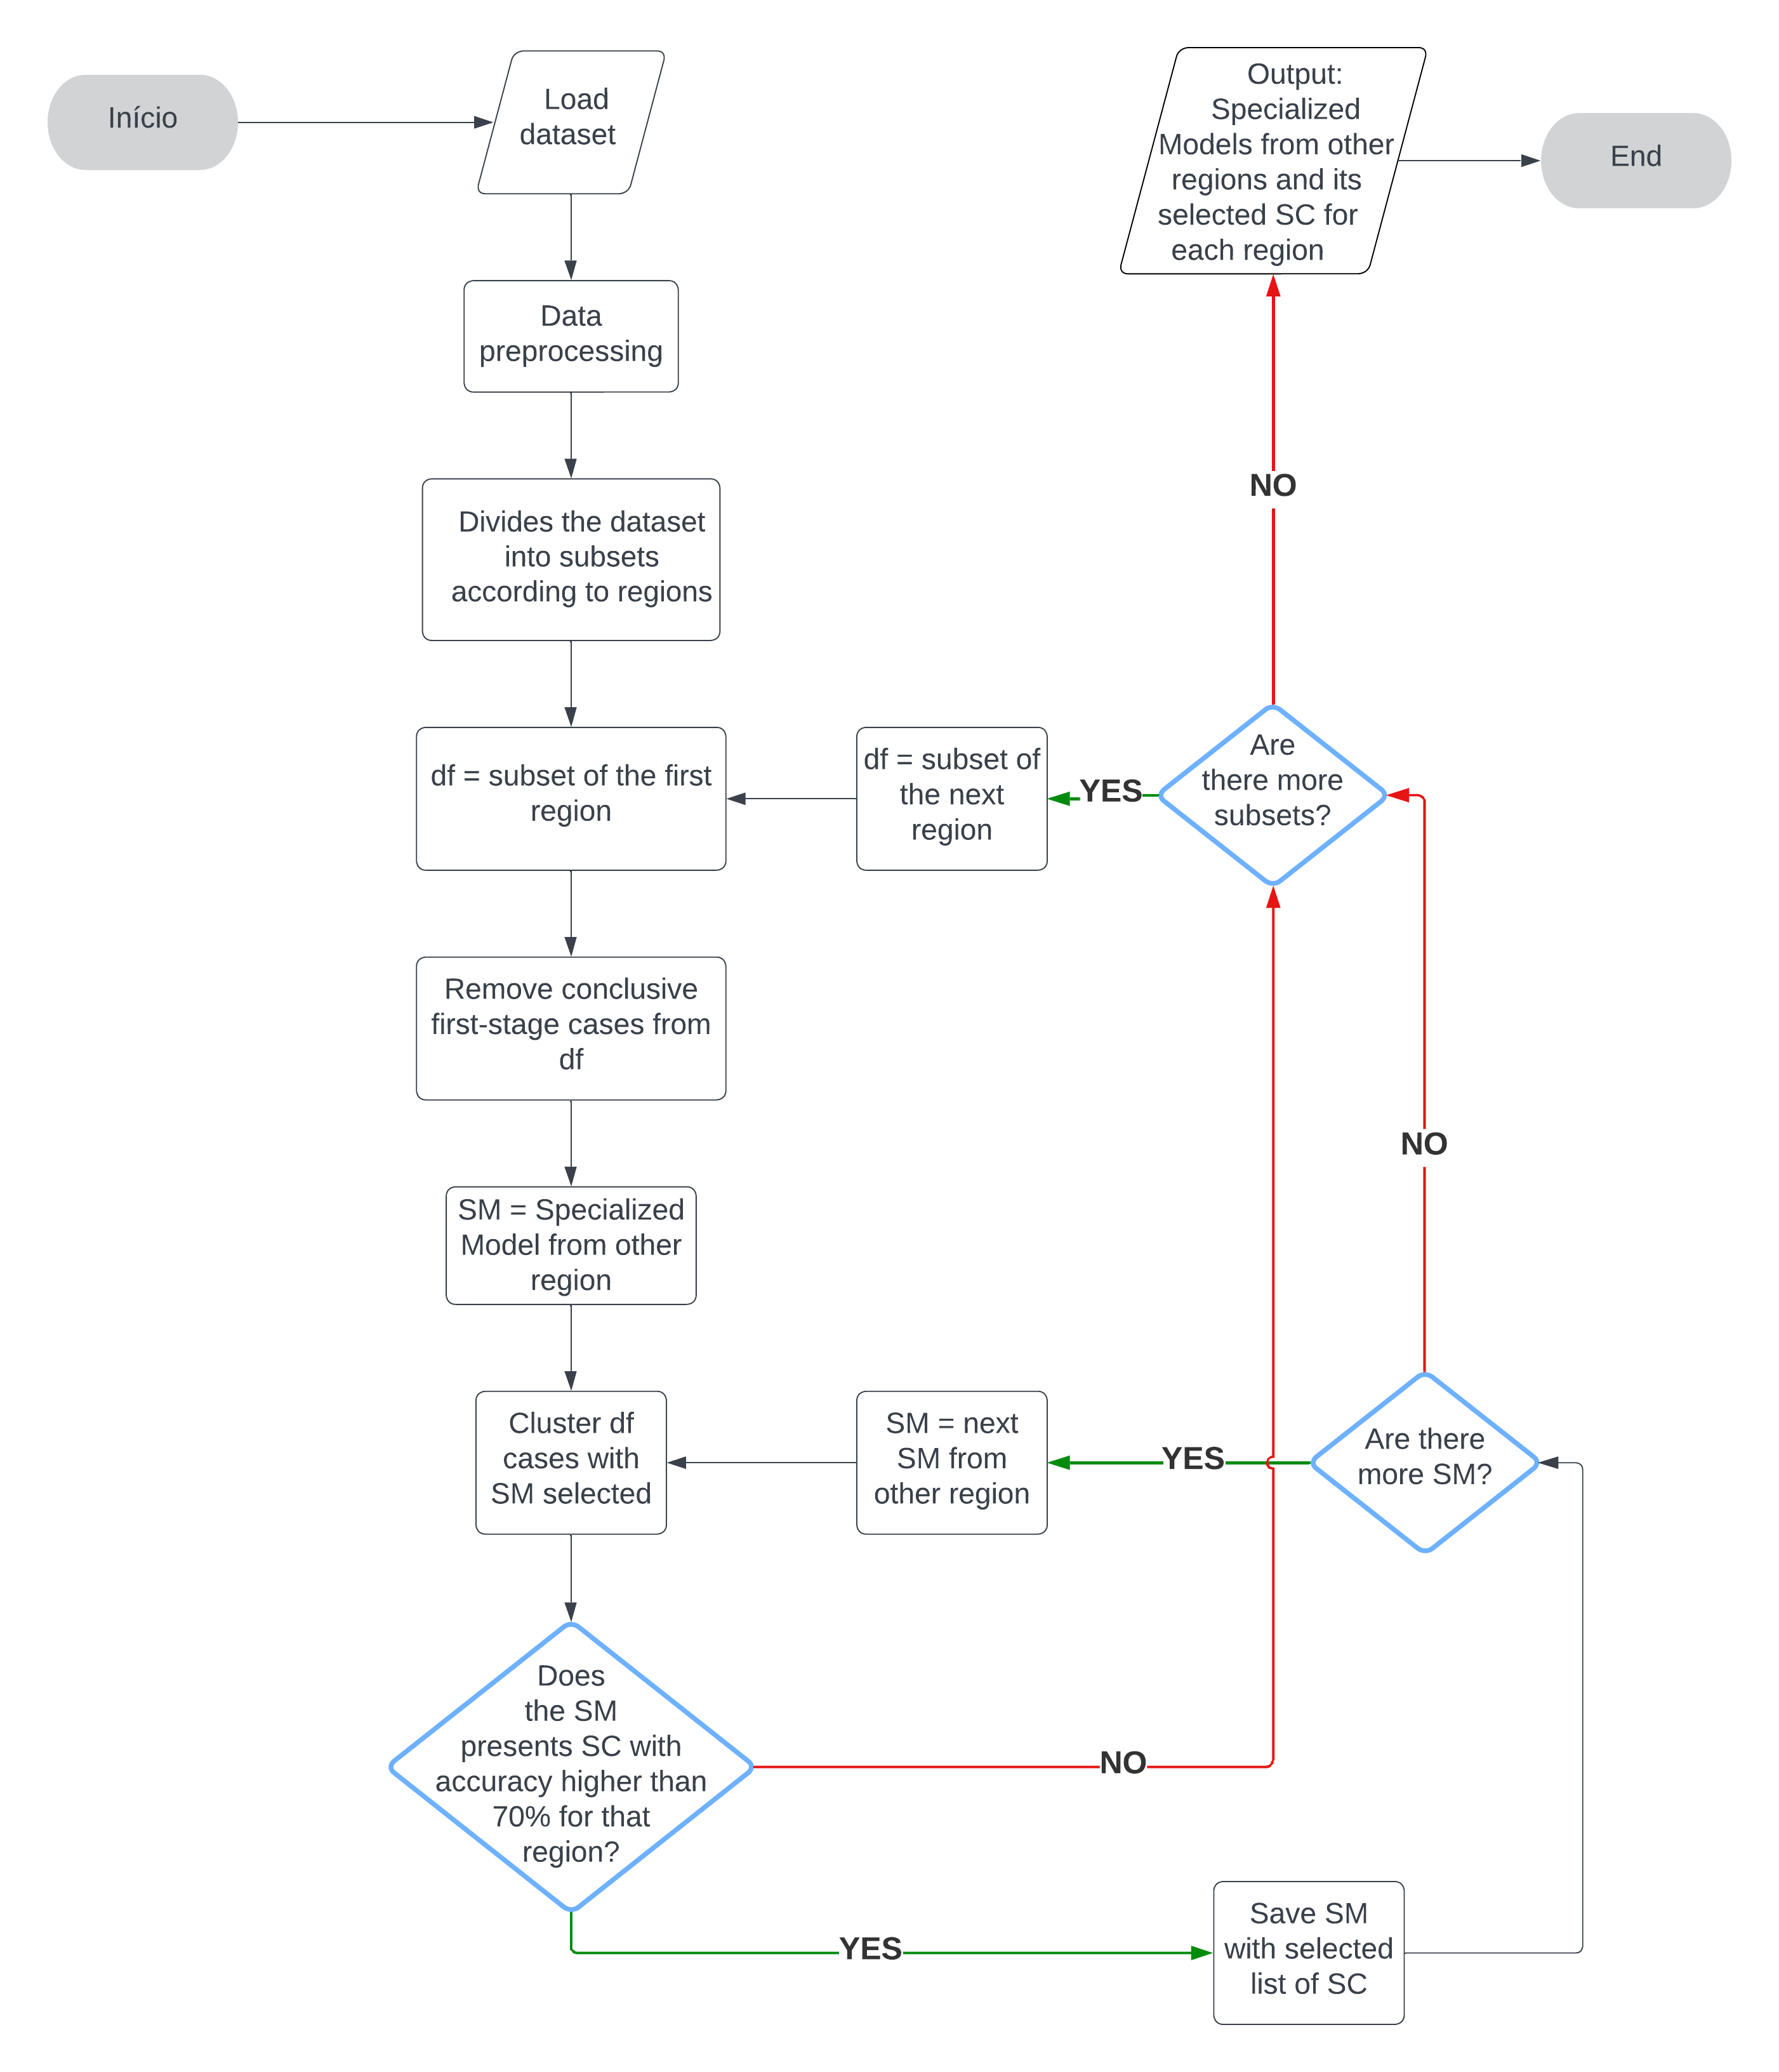 Início
Load
dataset
Data
preprocessing
Divides the dataset
into subsets
according to regions
df = subset of the first
region
Remove conclusive
first-stage cases from
df
SM = Specialized
Model from other
region
Cluster df
cases with
SM selected
Does
the SM
presents SC with
accuracy higher than
70% for that
region?
NO
YES
Save SM
with selected
list of SC
Are there
more SM?
YES
SM = next
SM from
other region
NO
Are
there more
subsets?
YES
df = subset of
the next
region
NO
Output:
Specialized
Models from other
regions and its
selected SC for
each region
End